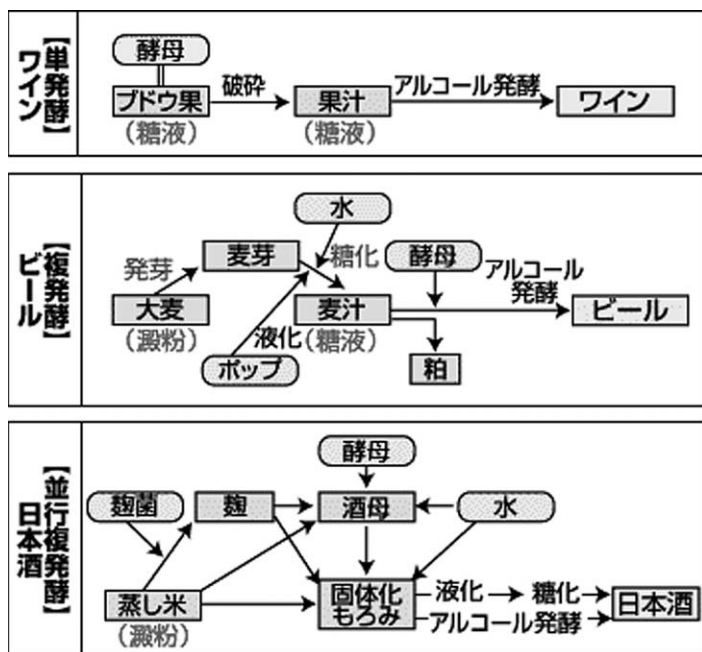 【単発酵】
ワイン
酵母
ブドウ果
(糖液)
破砕
果汁
(糖液)
アルコール発酵
ワイン
【複発酵】
ビール
水
発芽
麦芽
糖化
酵母
アルコール
発酵
大麦
(澱粉)
液化
麦汁
(糖液)
ビール
ポップ
粕
【並行複発酵】
日本酒
酵母
麹菌
麹
酒母
水
蒸し米
(澱粉)
固体化
もろみ
液化
糖化
アルコール発酵
日本酒